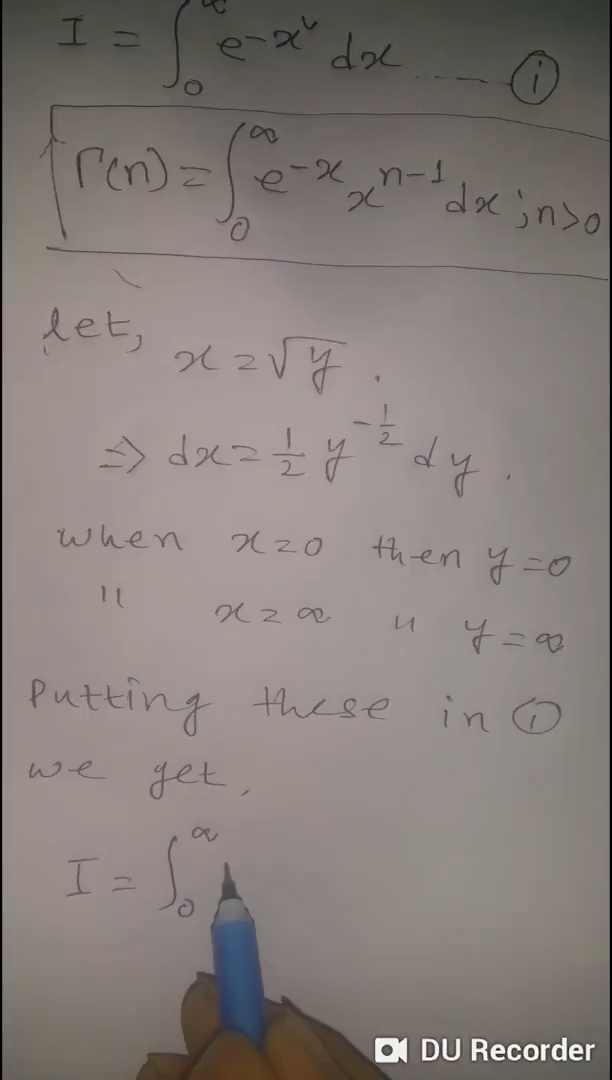 I = ∫₀^∞ e^-x² dx ........ (i)
Γ(n) = ∫₀^∞ e^-x x^n-1 dx ; n>0
let,
x = √y .
⇒ dx = 1/2 y^-1/2 dy .
when x=0 then y=0
" x=∞ " y=∞
Putting these in (i)
we get,
I = ∫₀^∞
DU Recorder